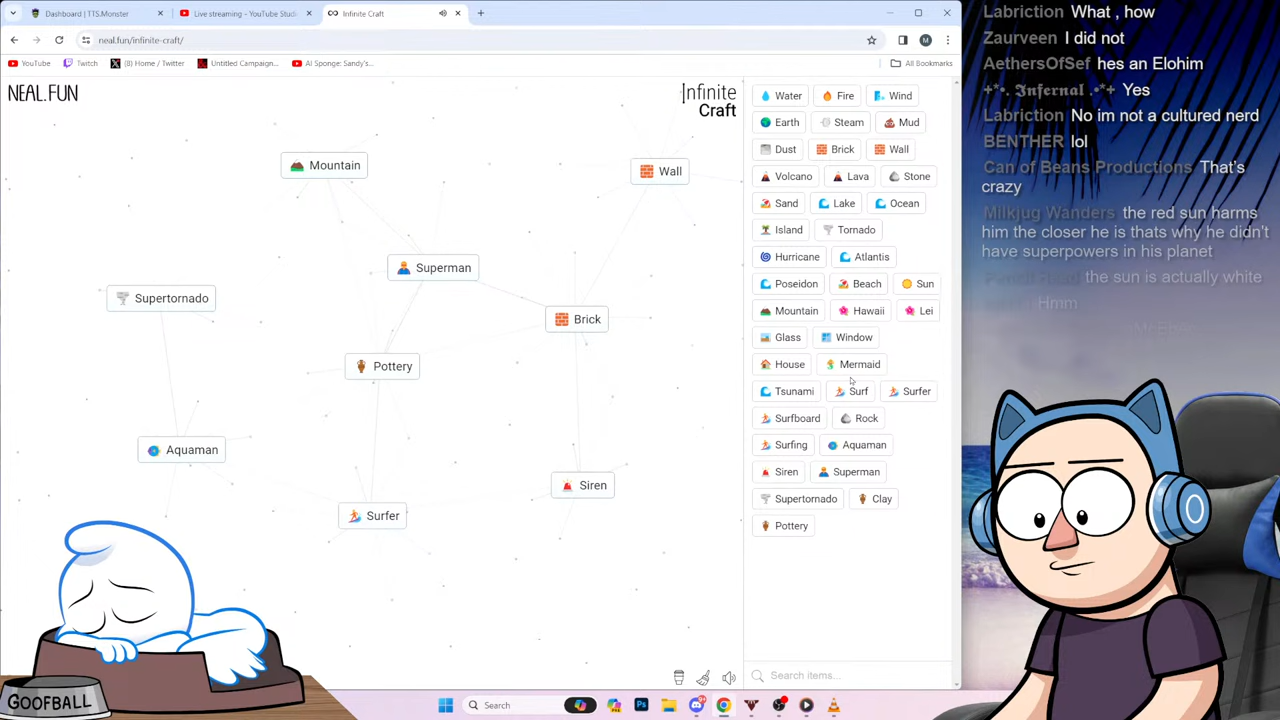 Dashboard | TTS.Monster
Live streaming - YouTube Studio
Infinite Craft
neal.fun/infinite-craft/
YouTube
Twitch
(8) Home / Twitter
Untitled Campaign...
AI Sponge: Sandy's...
All Bookmarks
NEAL.FUN
Infinite
Craft
Mountain
Wall
Superman
Supertornado
Brick
Pottery
Aquaman
Siren
Surfer
Water
Fire
Wind
Earth
Steam
Mud
Dust
Brick
Wall
Volcano
Lava
Stone
Sand
Lake
Ocean
Island
Tornado
Hurricane
Atlantis
Poseidon
Beach
Sun
Mountain
Hawaii
Lei
Glass
Window
House
Mermaid
Tsunami
Surf
Surfer
Surfboard
Rock
Surfing
Aquaman
Siren
Superman
Supertornado
Clay
Pottery
Search items...
Search
GOOFBALL
Labriction What , how
Zaurveen I did not
AethersOfSef hes an Elohim
+*•. 𝕴𝖓𝖋𝖊𝖗𝖓𝖆𝖑 .•*+ Yes
Labriction No im not a cultured nerd
BENTHER lol
Can of Beans Productions That's
crazy
Milkjug Wanders the red sun harms
him the closer he is thats why he didn't
have superpowers in his planet
the sun is actually white
Hmm